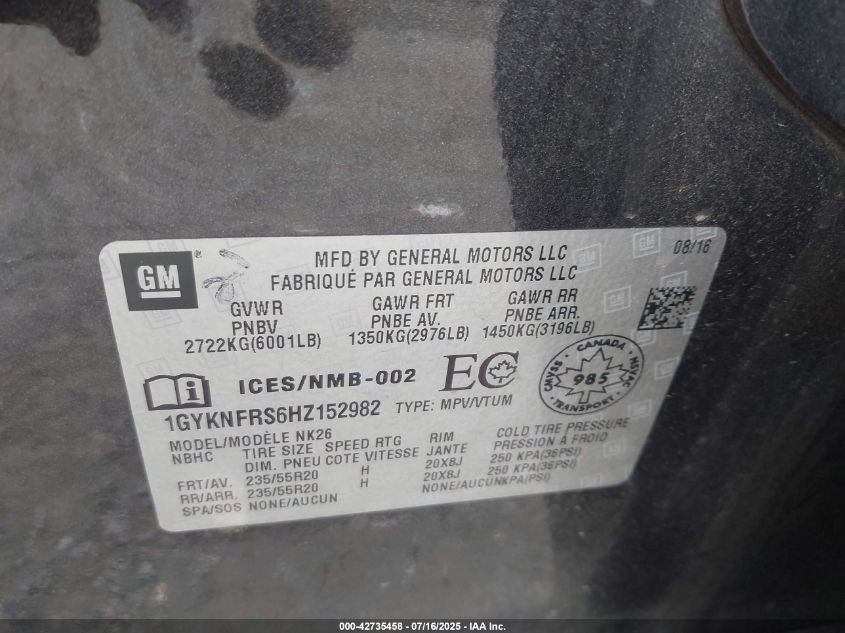 GM
MFD BY GENERAL MOTORS LLC
FABRIQUÉ PAR GENERAL MOTORS LLC
08/16
GVWR
PNBV
2722KG(6001LB)
GAWR FRT
PNBE AV.
1350KG(2976LB)
GAWR RR
PNBE ARR.
1450KG(3196LB)
ICES/NMB-002
EC
CANADA
CMVSS 985 NSVAC
TRANSPORT
1GYKNFRS6HZ152982 TYPE: MPV/VTUM
MODEL/MODÈLE NK26
NBHC TIRE SIZE SPEED RTG RIM COLD TIRE PRESSURE
DIM. PNEU COTE VITESSE JANTE PRESSION A FROID
FRT/AV. 235/55R20 H 20X8J 250 KPA(36PSI)
RR/ARR. 235/55R20 H 20X8J 250 KPA(36PSI)
SPA/SOS NONE/AUCUN NONE/AUCUNKPA(PSI)
000-42735458 - 07/16/2025 - IAA Inc.